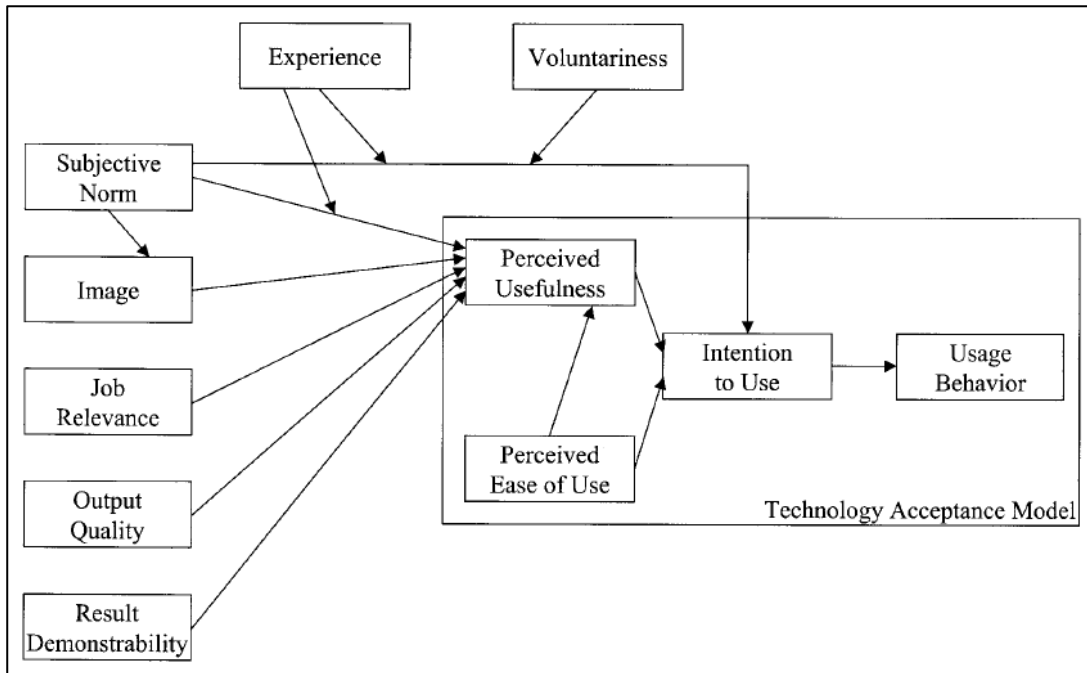 Experience
Voluntariness
Subjective
Norm
Image
Job
Relevance
Output
Quality
Result
Demonstrability
Perceived
Usefulness
Perceived
Ease of Use
Intention
to Use
Usage
Behavior
Technology Acceptance Model